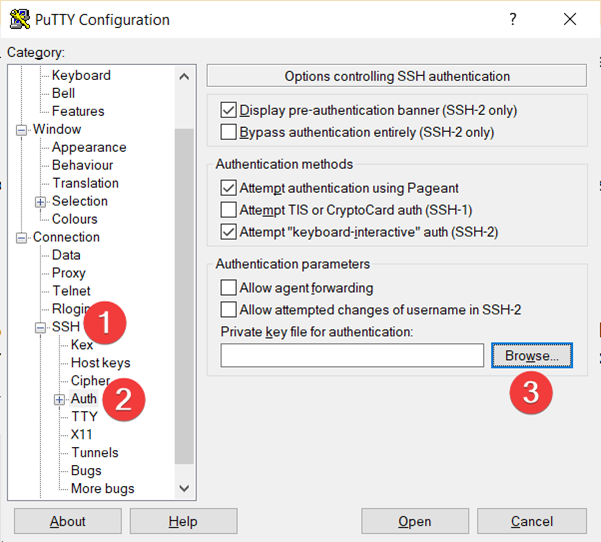 PuTTY Configuration
?
Category:
Keyboard
Bell
Features
Window
Appearance
Behaviour
Translation
Selection
Colours
Connection
Data
Proxy
Telnet
Rlogin
SSH
1
Kex
Host keys
Cipher
Auth
2
TTY
X11
Tunnels
Bugs
More bugs
Options controlling SSH authentication
Display pre-authentication banner (SSH-2 only)
Bypass authentication entirely (SSH-2 only)
Authentication methods
Attempt authentication using Pageant
Attempt TIS or CryptoCard auth (SSH-1)
Attempt "keyboard-interactive" auth (SSH-2)
Authentication parameters
Allow agent forwarding
Allow attempted changes of username in SSH-2
Private key file for authentication:
Browse...
3
About
Help
Open
Cancel